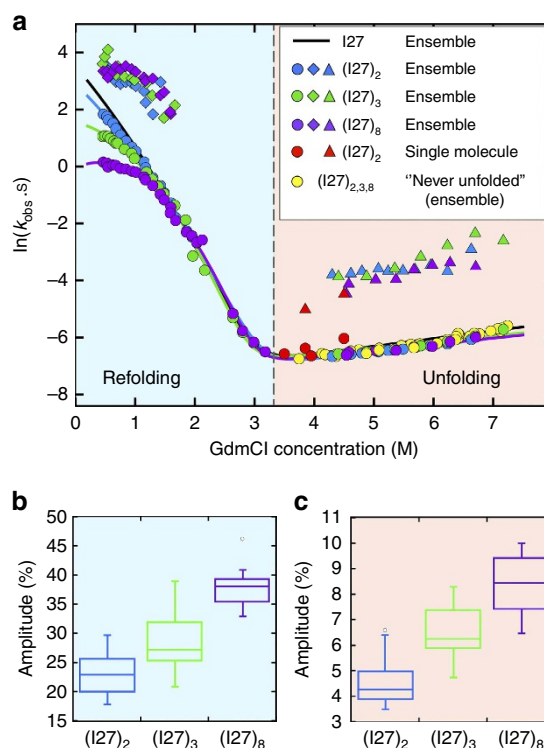 a
I27 Ensemble
(I27)2 Ensemble
(I27)3 Ensemble
(I27)8 Ensemble
(I27)2 Single molecule
(I27)2,3,8 "Never unfolded"
(ensemble)
6
4
2
0
−2
−4
−6
−8
ln(kobs.s)
Refolding
Unfolding
0 1 2 3 4 5 6 7
GdmCl concentration (M)
b
50
45
40
35
30
25
20
15
Amplitude (%)
(I27)2 (I27)3 (I27)8
c
11
10
9
8
7
6
5
4
3
Amplitude (%)
(I27)2 (I27)3 (I27)8